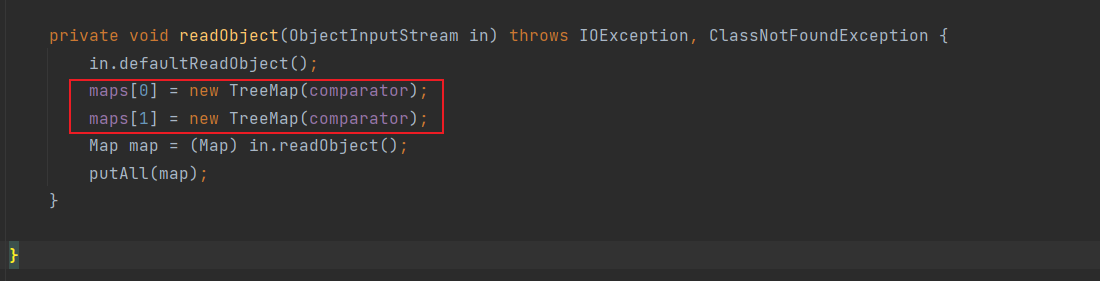 private void readObject(ObjectInputStream in) throws IOException, ClassNotFoundException {
    in.defaultReadObject();
    maps[0] = new TreeMap(comparator);
    maps[1] = new TreeMap(comparator);
    Map map = (Map) in.readObject();
    putAll(map);
}
}